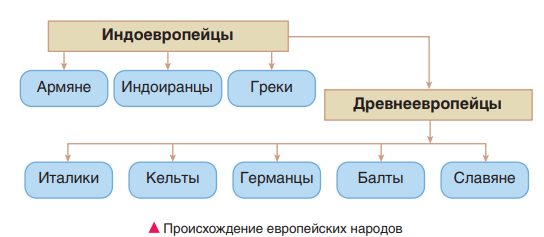 Индоевропейцы
Армяне
Индоиранцы
Греки
Древнеевропейцы
Италики
Кельты
Германцы
Балты
Славяне
Происхождение европейских народов